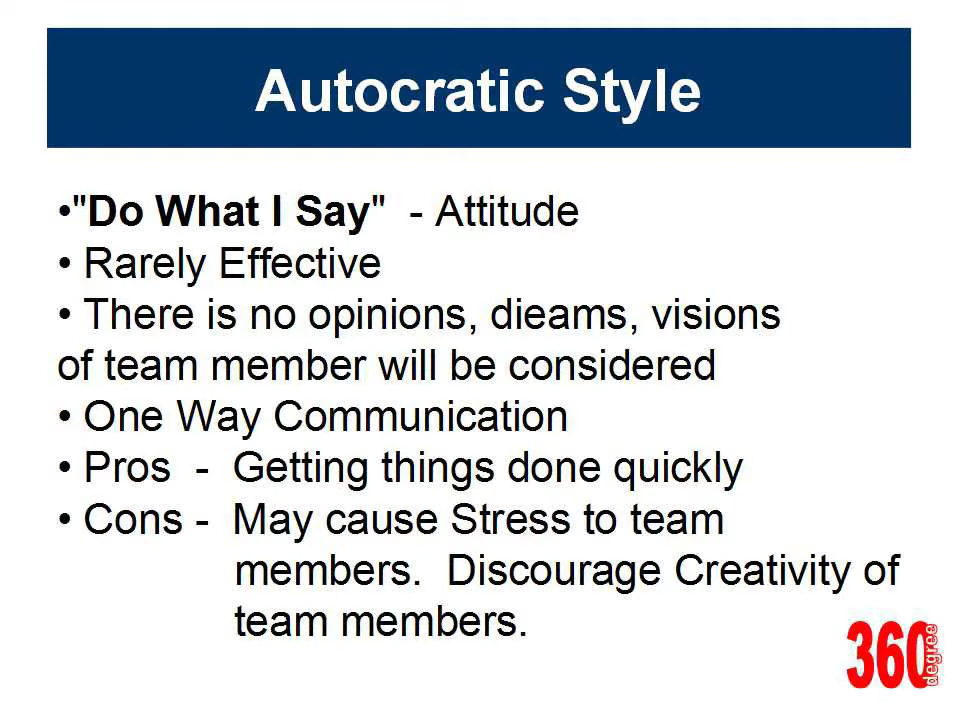 Autocratic Style
•"Do What I Say"  - Attitude
• Rarely Effective
• There is no opinions, dieams, visions
of team member will be considered
• One Way Communication
• Pros  -  Getting things done quickly
• Cons -  May cause Stress to team
members.  Discourage Creativity of
team members.
360 degree